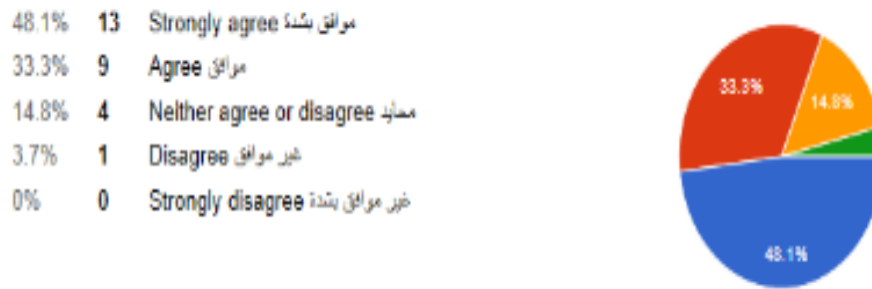 48.1% 13 Strongly agree موافق بشدة
33.3% 9 Agree موافق
14.8% 4 Neither agree or disagree محايد
3.7% 1 Disagree غير موافق
0% 0 Strongly disagree غير موافق بشدة
33.3%
14.8%
48.1%